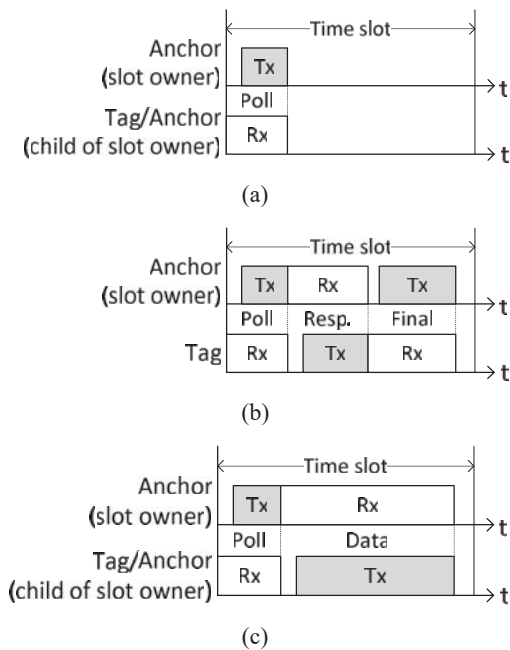 Time slot
Anchor
(slot owner)
Tx
t
Poll
Tag/Anchor
(child of slot owner)
Rx
t
(a)
Time slot
Anchor
(slot owner)
Tx
Rx
Tx
t
Poll
Resp.
Final
Tag
Rx
Tx
Rx
t
(b)
Time slot
Anchor
(slot owner)
Tx
Rx
t
Poll
Data
Tag/Anchor
(child of slot owner)
Rx
Tx
t
(c)